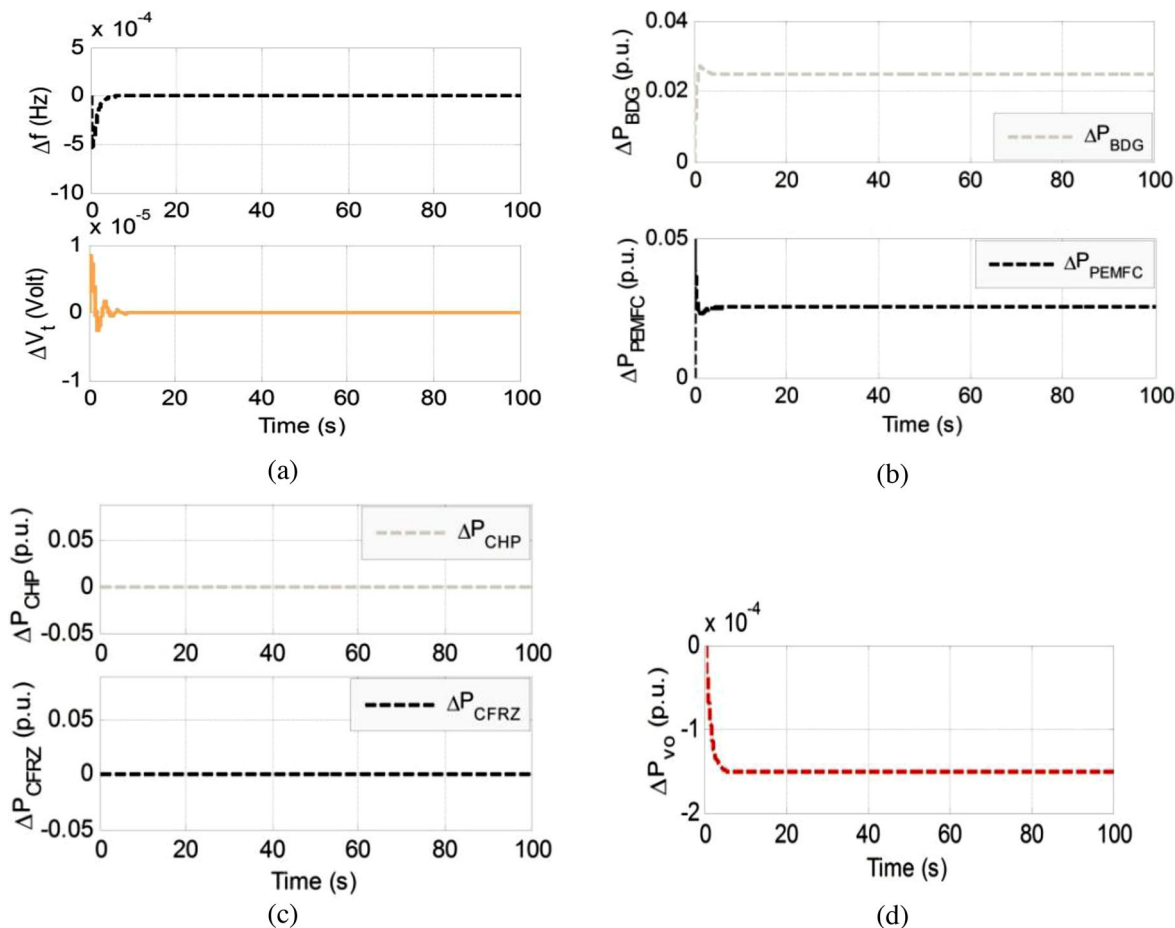 x 10⁻⁴
5
0
-5
-10
Δf (Hz)
0 20 40 60 80 100
x 10⁻⁵
1
0
-1
ΔV_t (Volt)
0 20 40 60 80 100
Time (s)
(a)
0.04
0.02
0
ΔP_BDG (p.u.)
ΔP_BDG
0 20 40 60 80 100
0.05
0
ΔP_PEMFC
ΔP_PEMFC
0 20 40 60 80 100
Time (s)
(b)
0.05
0
-0.05
ΔP_CHP (p.u.)
ΔP_CHP
0 20 40 60 80 100
0.05
0
-0.05
ΔP_CFRZ (p.u.)
ΔP_CFRZ
0 20 40 60 80 100
Time (s)
(c)
x 10⁻⁴
0
-1
-2
ΔP_vo (p.u.)
0 20 40 60 80 100
Time (s)
(d)